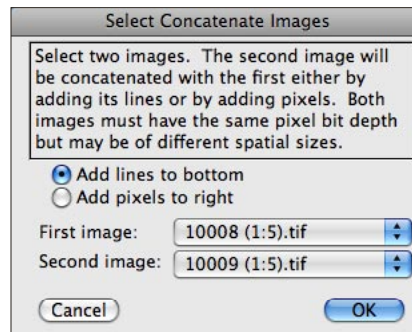 Select Concatenate Images
Select two images.  The second image will
be concatenated with the first either by
adding its lines or by adding pixels.  Both
images must have the same pixel bit depth
but may be of different spatial sizes.
Add lines to bottom
Add pixels to right
First image: 10008 (1:5).tif
Second image: 10009 (1:5).tif
Cancel OK